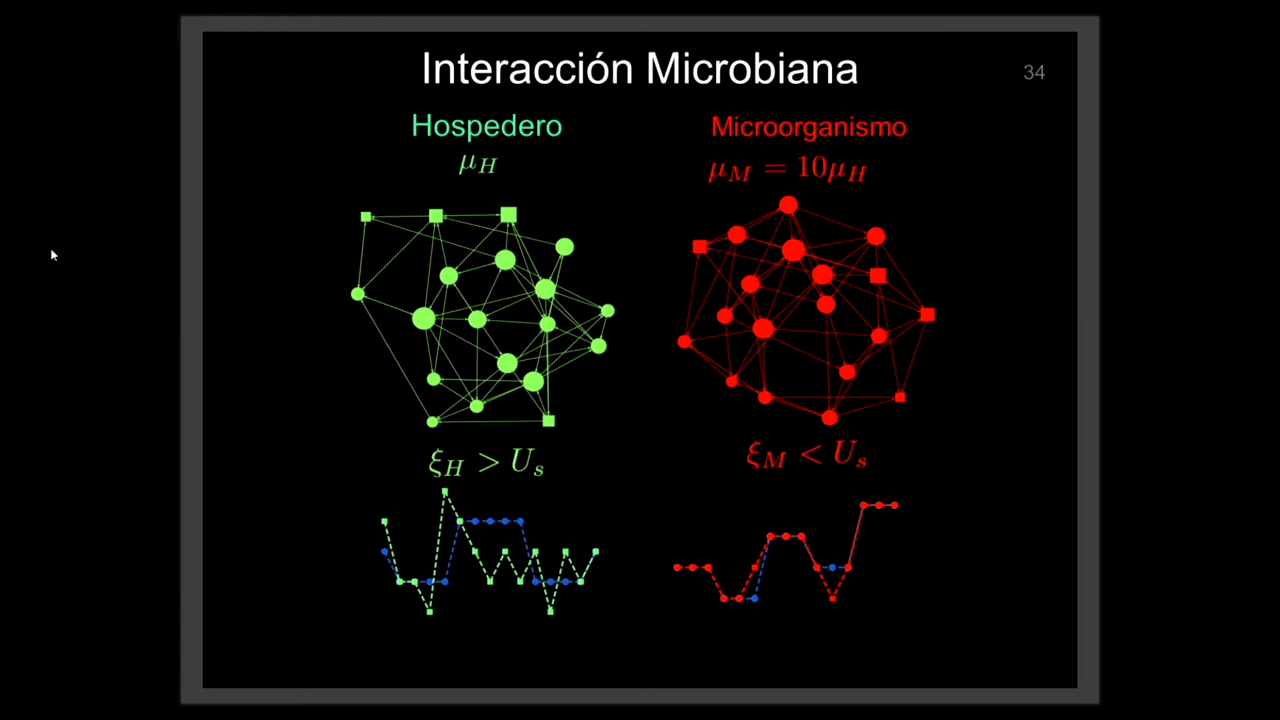 Interacción Microbiana
34
Hospedero
μ_H
Microorganismo
μ_M = 10μ_H
ξ_H > U_s
ξ_M < U_s